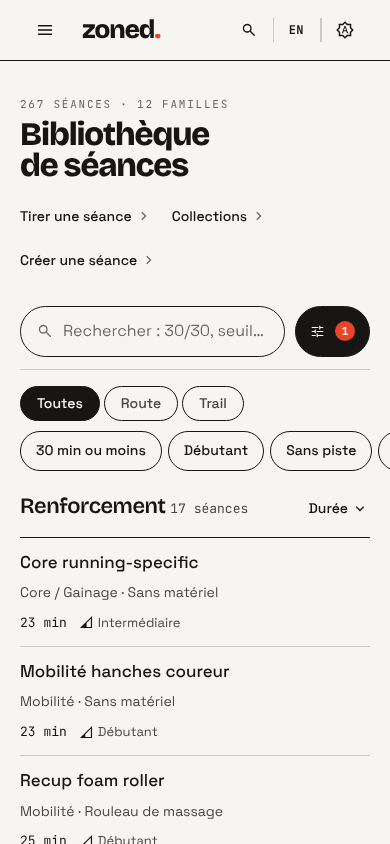 zoned.
EN
A
267 SÉANCES · 12 FAMILLES
Bibliothèque
de séances
Tirer une séance
Collections
Créer une séance
Rechercher : 30/30, seuil...
1
Toutes
Route
Trail
30 min ou moins
Débutant
Sans piste
Renforcement 17 séances
Durée
Core running-specific
Core / Gainage · Sans matériel
23 min Intermédiaire
Mobilité hanches coureur
Mobilité · Sans matériel
23 min Débutant
Recup foam roller
Mobilité · Rouleau de massage
25 min Débutant